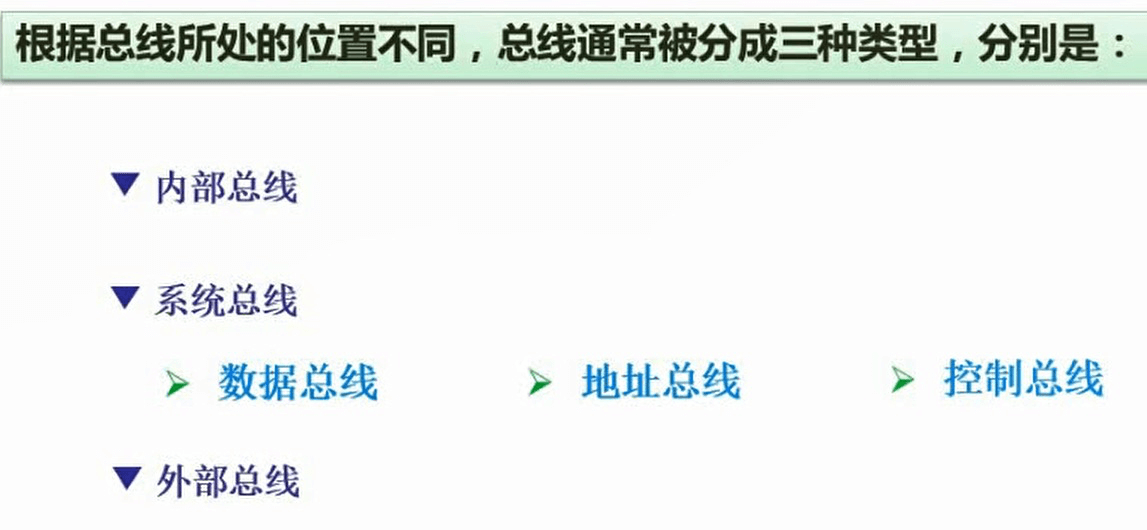 根据总线所处的位置不同，总线通常被分成三种类型，分别是：
内部总线
系统总线
数据总线 地址总线 控制总线
外部总线